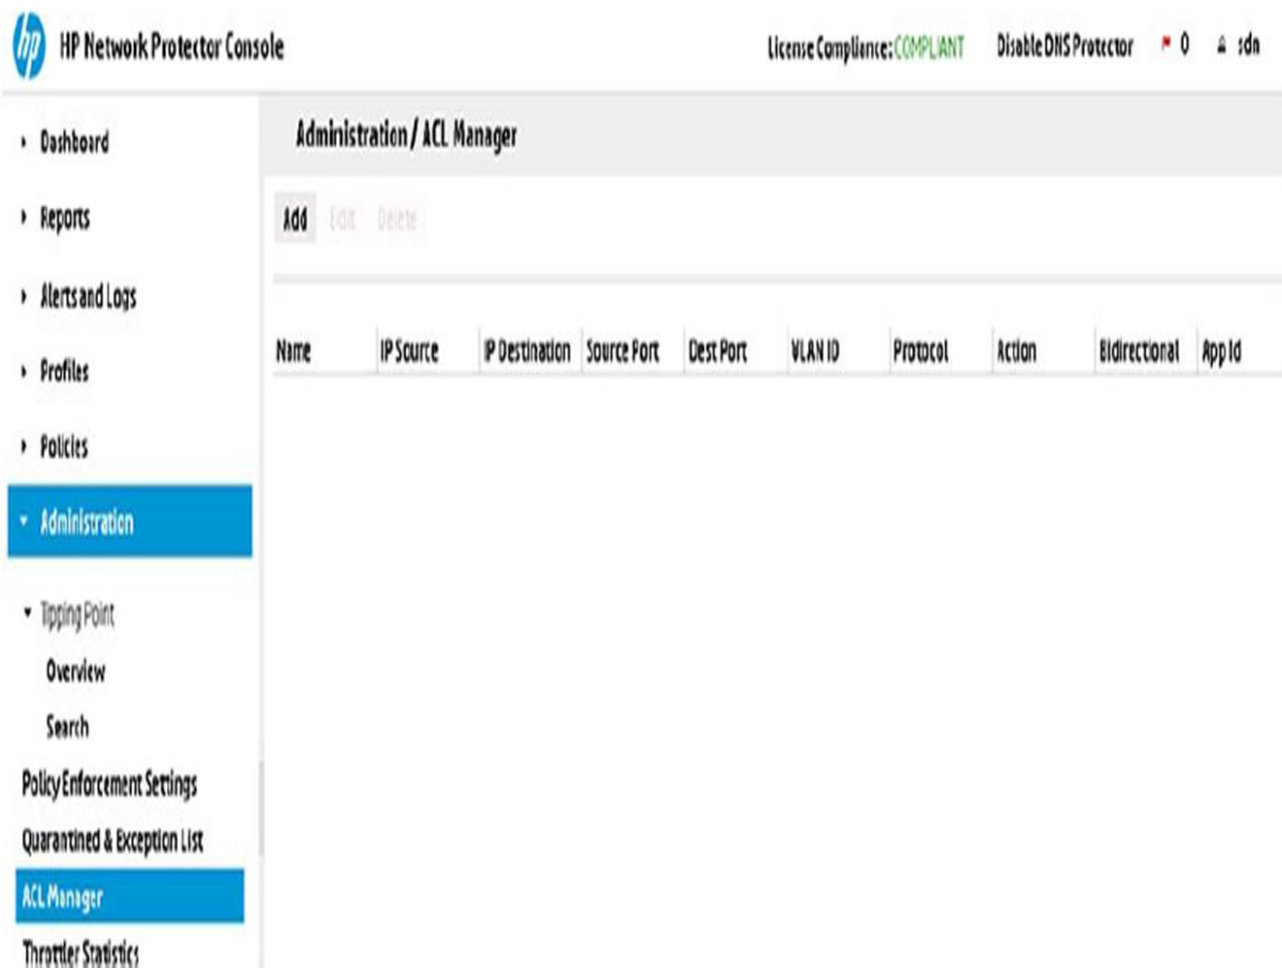 hp HP Network Protector Console License Compliance: COMPLIANT Disable DNS Protector 0 sdn
Dashboard
Reports
Alerts and Logs
Profiles
Policies
Administration
Tipping Point
Overview
Search
Policy Enforcement Settings
Quarantined & Exception List
ACL Manager
Throttler Statistics
Administration / ACL Manager
Add Edit Delete
Name IP Source IP Destination Source Port Dest Port VLAN ID Protocol Action Bidirectional App Id